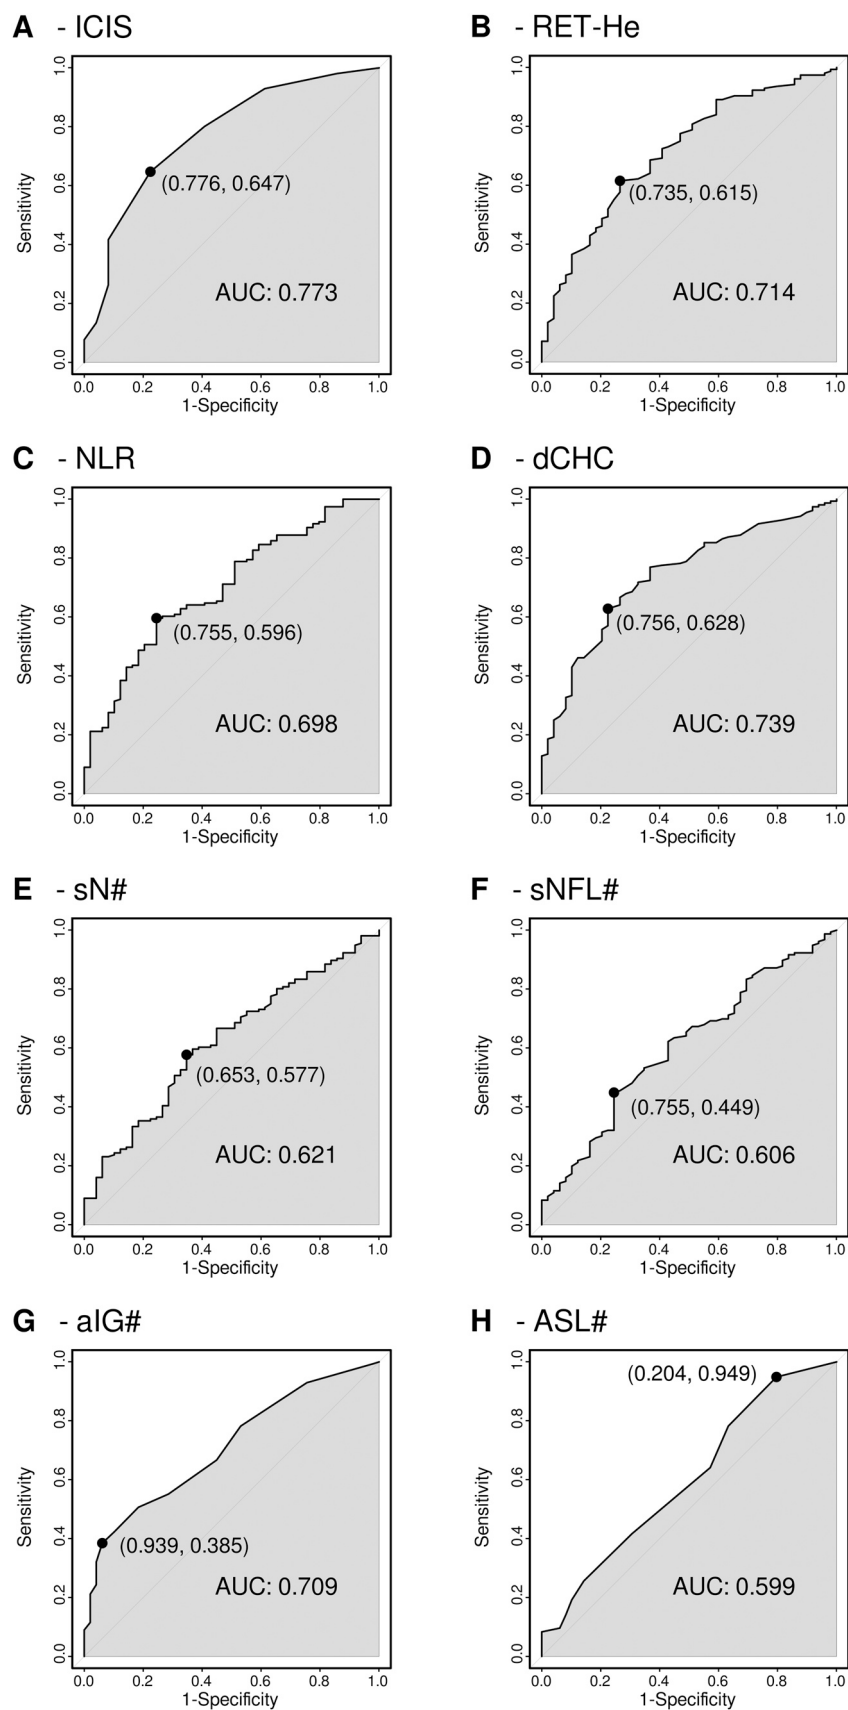 A - ICIS
Sensitivity
0.0 0.2 0.4 0.6 0.8 1.0
(0.776, 0.647)
AUC: 0.773
0.0 0.2 0.4 0.6 0.8 1.0
1-Specificity
B - RET-He
Sensitivity
0.0 0.2 0.4 0.6 0.8 1.0
(0.735, 0.615)
AUC: 0.714
0.0 0.2 0.4 0.6 0.8 1.0
1-Specificity
C - NLR
Sensitivity
0.0 0.2 0.4 0.6 0.8 1.0
(0.755, 0.596)
AUC: 0.698
0.0 0.2 0.4 0.6 0.8 1.0
1-Specificity
D - dCHC
Sensitivity
0.0 0.2 0.4 0.6 0.8 1.0
(0.756, 0.628)
AUC: 0.739
0.0 0.2 0.4 0.6 0.8 1.0
1-Specificity
E - sN#
Sensitivity
0.0 0.2 0.4 0.6 0.8 1.0
(0.653, 0.577)
AUC: 0.621
0.0 0.2 0.4 0.6 0.8 1.0
1-Specificity
F - sNFL#
Sensitivity
0.0 0.2 0.4 0.6 0.8 1.0
(0.755, 0.449)
AUC: 0.606
0.0 0.2 0.4 0.6 0.8 1.0
1-Specificity
G - aIG#
Sensitivity
0.0 0.2 0.4 0.6 0.8 1.0
(0.939, 0.385)
AUC: 0.709
0.0 0.2 0.4 0.6 0.8 1.0
1-Specificity
H - ASL#
Sensitivity
0.0 0.2 0.4 0.6 0.8 1.0
(0.204, 0.949)
AUC: 0.599
0.0 0.2 0.4 0.6 0.8 1.0
1-Specificity